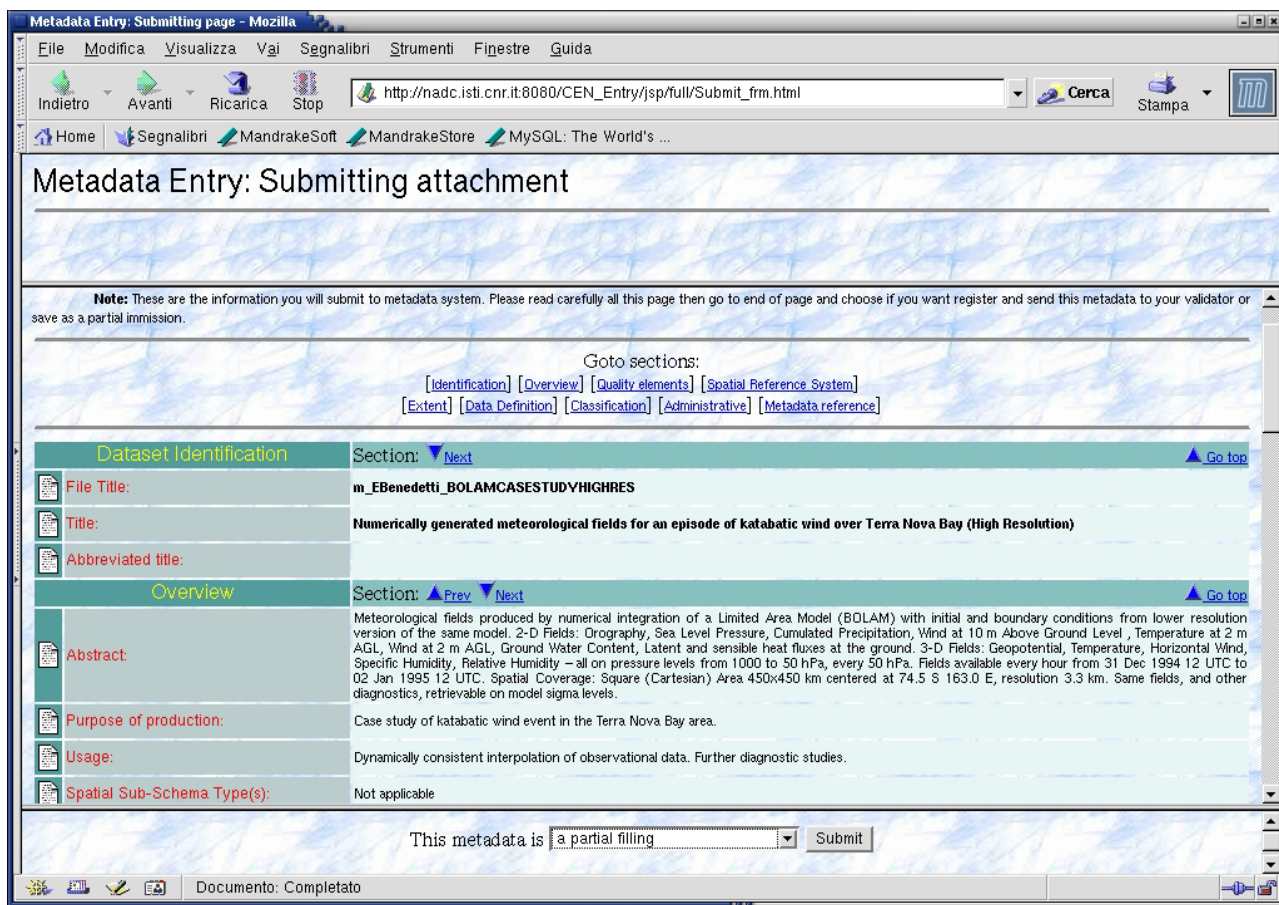 Metadata Entry: Submitting page - Mozilla
File Modifica Visualizza Vai Segnalibri Strumenti Finestre Guida
Indietro Avanti Ricarica Stop http://nadc.isti.cnr.it:8080/CEN_Entry/jsp/full/Submit_frm.html Cerca Stampa
Home Segnalibri MandrakeSoft MandrakeStore MySQL: The World's ...
Metadata Entry: Submitting attachment
Note: These are the information you will submit to metadata system. Please read carefully all this page then go to end of page and choose if you want register and send this metadata to your validator or
save as a partial immission.
Goto sections:
[Identification] [Overview] [Quality elements] [Spatial Reference System]
[Extent] [Data Definition] [Classification] [Administrative] [Metadata reference]
Dataset Identification Section: Next Go top
File Title: m_EBenedetti_BOLAMCASESTUDYHIGHRES
Title: Numerically generated meteorological fields for an episode of katabatic wind over Terra Nova Bay (High Resolution)
Abbreviated title:
Overview Section: Prev Next Go top
Abstract:
Meteorological fields produced by numerical integration of a Limited Area Model (BOLAM) with initial and boundary conditions from lower resolution
version of the same model. 2-D Fields: Orography, Sea Level Pressure, Cumulated Precipitation, Wind at 10 m Above Ground Level , Temperature at 2 m
AGL, Wind at 2 m AGL, Ground Water Content, Latent and sensible heat fluxes at the ground. 3-D Fields: Geopotential, Temperature, Horizontal Wind,
Specific Humidity, Relative Humidity – all on pressure levels from 1000 to 50 hPa, every 50 hPa. Fields available every hour from 31 Dec 1994 12 UTC to
02 Jan 1995 12 UTC. Spatial Coverage: Square (Cartesian) Area 450x450 km centered at 74.5 S 163.0 E, resolution 3.3 km. Same fields, and other
diagnostics, retrievable on model sigma levels.
Purpose of production: Case study of katabatic wind event in the Terra Nova Bay area.
Usage: Dynamically consistent interpolation of observational data. Further diagnostic studies.
Spatial Sub-Schema Type(s): Not applicable
This metadata is a partial filling Submit
Documento: Completato